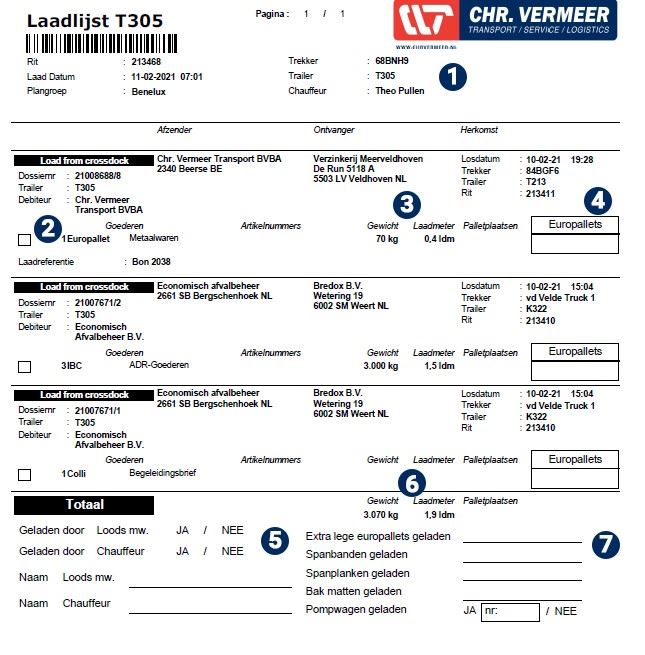 Laadlijst T305
Pagina : 1 / 1
CHR. VERMEER
TRANSPORT / SERVICE / LOGISTICS
Rit : 213468
Laad Datum : 11-02-2021 07:01
Plangroep : Benelux
Trekker : 68BNH9
Trailer : T305
Chauffeur : Theo Pullen
1
Afzender Ontvanger Herkomst
Load from crossdock Chr. Vermeer Transport BVBA Verzinkerij Meerveldhoven Losdatum : 10-02-21 19:28
2340 Beerse BE De Run 5118 A Trekker : 84BGF6
Dossiernr : 21008688/8 5503 LV Veldhoven NL Trailer : T213
Trailer : T305 Rit : 213411
Debiteur : Chr. Vermeer
Transport BVBA
2 3 4
Goederen Artikelnummers Gewicht Laadmeter Palletplaatsen Europallets
1 Europallet Metaalwaren 70 kg 0,4 ldm
Laadreferentie : Bon 2038
Load from crossdock Economisch afvalbeheer Bredox B.V. Losdatum : 10-02-21 15:04
2661 SB Bergschenhoek NL Wetering 19 Trekker : vd Velde Truck 1
Dossiernr : 21007671/2 6002 SM Weert NL Trailer : K322
Trailer : T305 Rit : 213410
Debiteur : Economisch
Afvalbeheer B.V.
Goederen Artikelnummers Gewicht Laadmeter Palletplaatsen Europallets
3 IBC ADR-Goederen 3.000 kg 1,5 ldm
Load from crossdock Economisch afvalbeheer Bredox B.V. Losdatum : 10-02-21 15:04
2661 SB Bergschenhoek NL Wetering 19 Trekker : vd Velde Truck 1
Dossiernr : 21007671/1 6002 SM Weert NL Trailer : K322
Trailer : T305 Rit : 213410
Debiteur : Economisch
Afvalbeheer B.V.
Goederen Artikelnummers Gewicht Laadmeter Palletplaatsen Europallets
1 Colli Begeleidingsbrief
6
Totaal Gewicht Laadmeter Palletplaatsen
3.070 kg 1,9 ldm
Geladen door Loods mw. JA / NEE
Geladen door Chauffeur JA / NEE
5
Naam Loods mw.
Naam Chauffeur
Extra lege europallets geladen
7
Spanbanden geladen
Spanplanken geladen
Bak matten geladen
Pompwagen geladen JA nr: / NEE